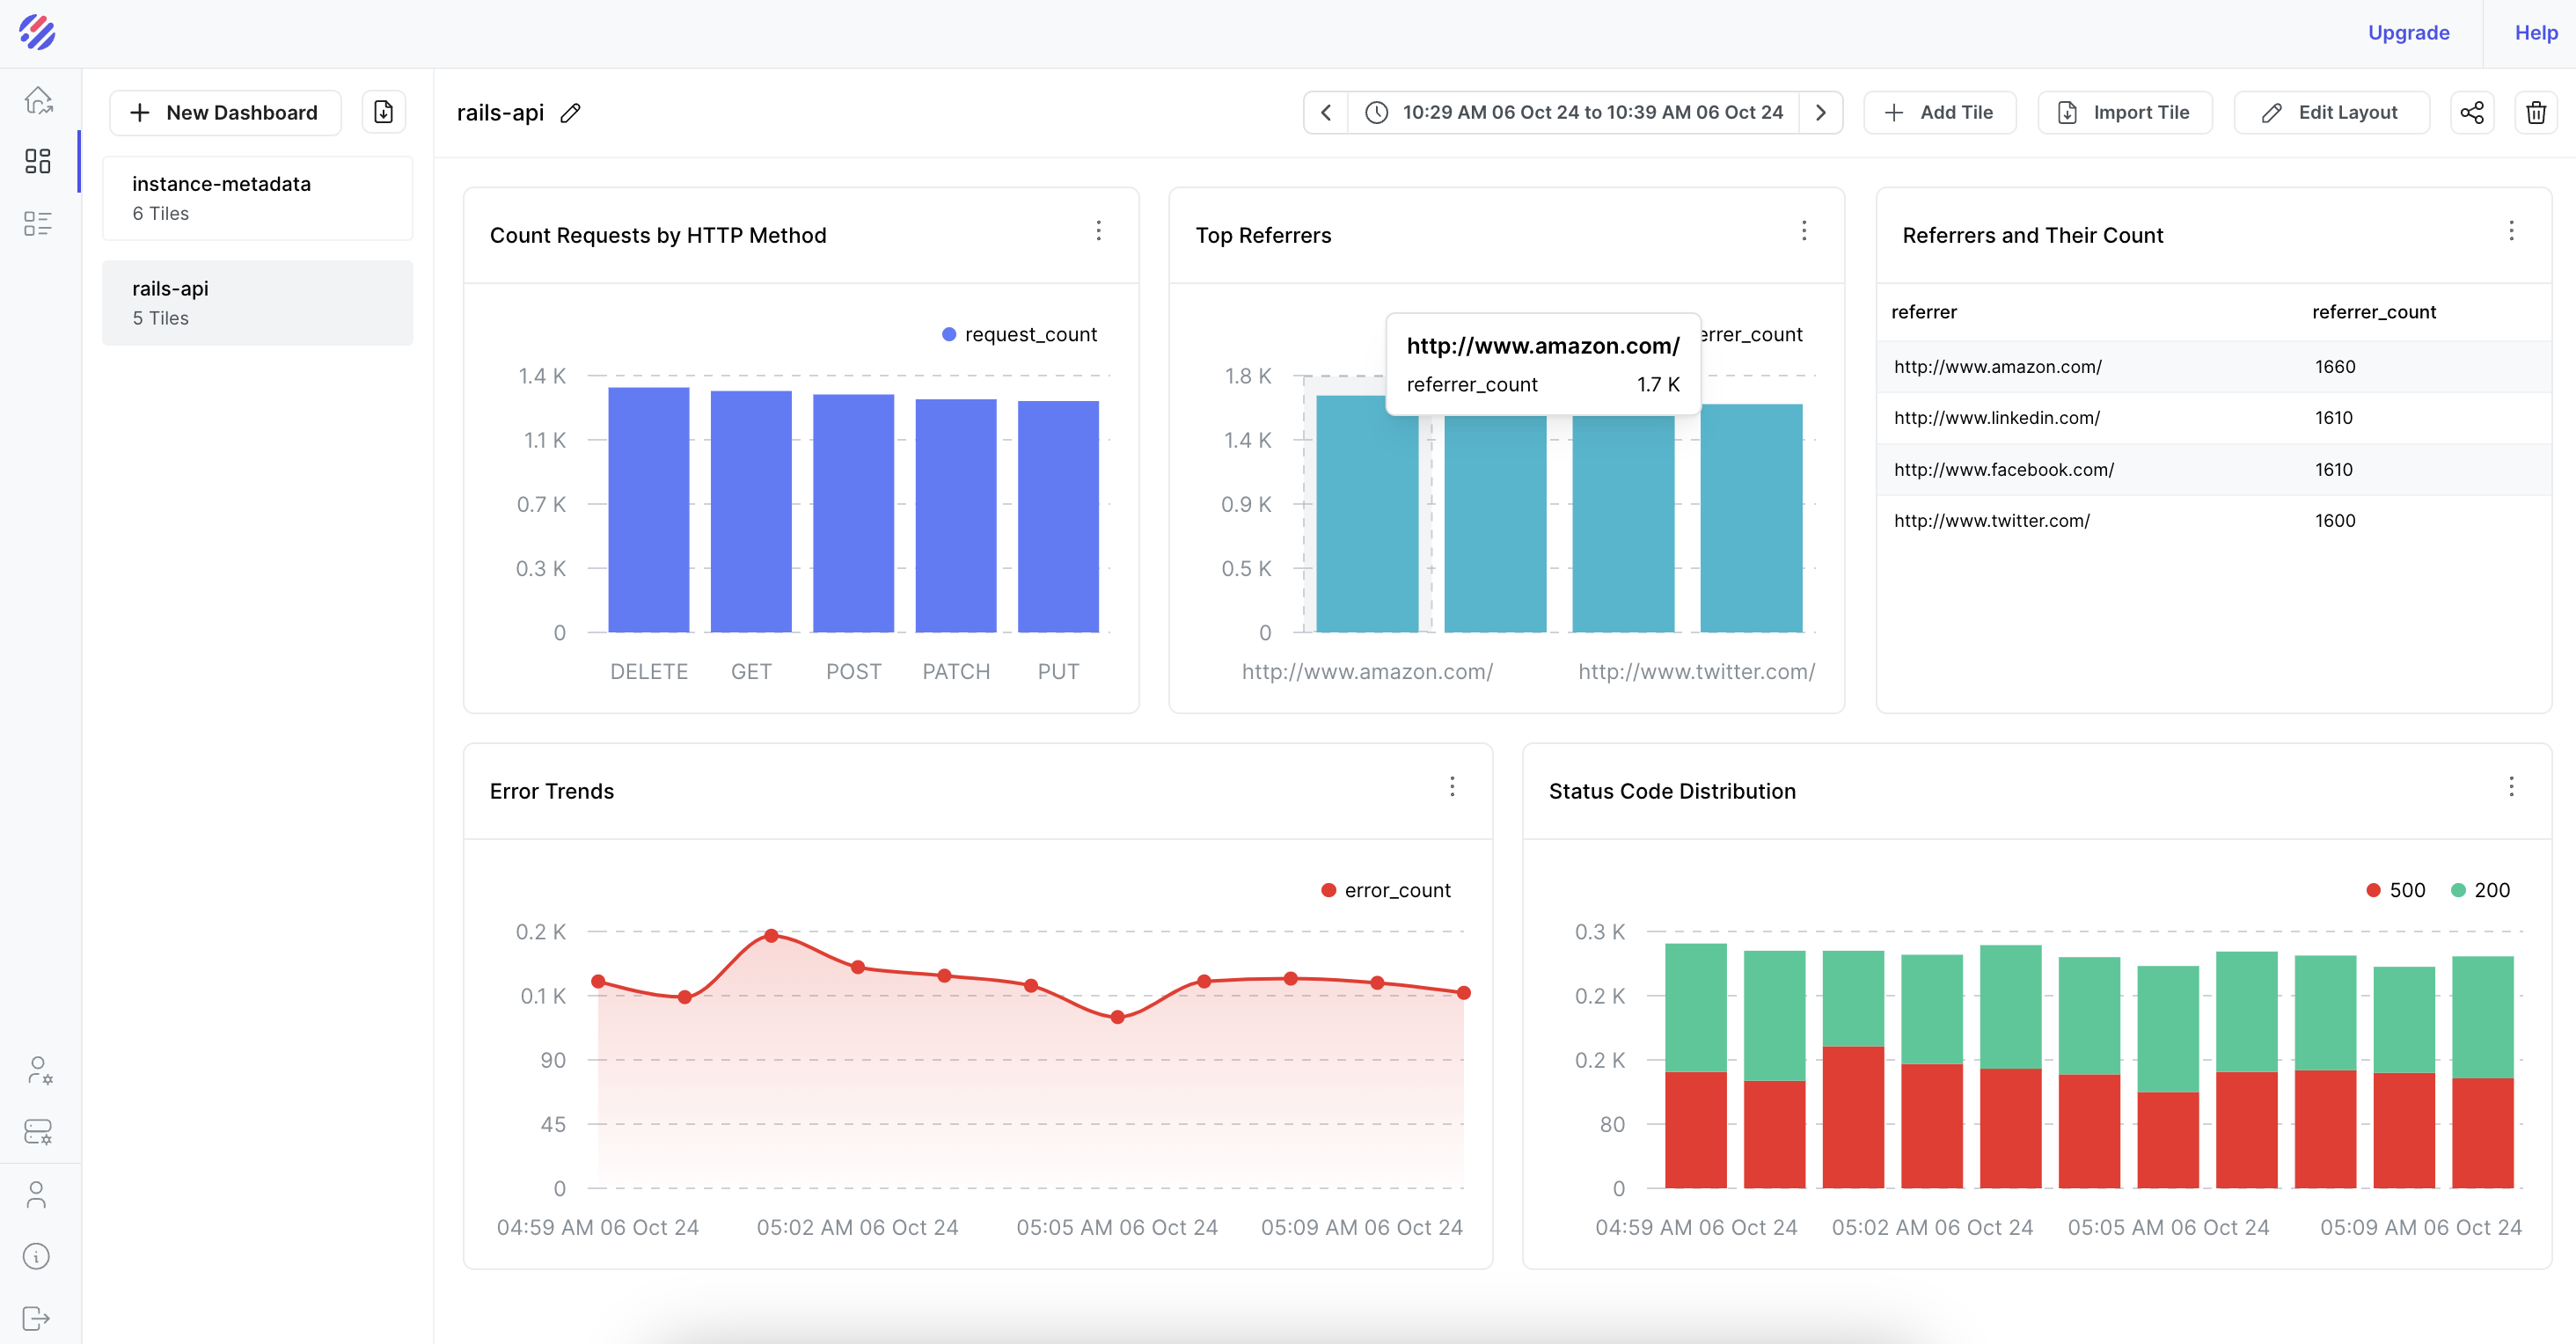 Upgrade
Help
New Dashboard
instance-metadata
6 Tiles
rails-api
5 Tiles
rails-api
10:29 AM 06 Oct 24 to 10:39 AM 06 Oct 24
Add Tile
Import Tile
Edit Layout
Count Requests by HTTP Method
request_count
1.4 K
1.1 K
0.7 K
0.3 K
0
DELETE GET POST PATCH PUT
Top Referrers
errer_count
http://www.amazon.com/
referrer_count 1.7 K
1.8 K
1.4 K
0.9 K
0.5 K
0
http://www.amazon.com/ http://www.twitter.com/
Referrers and Their Count
referrer referrer_count
http://www.amazon.com/ 1660
http://www.linkedin.com/ 1610
http://www.facebook.com/ 1610
http://www.twitter.com/ 1600
Error Trends
error_count
0.2 K
0.1 K
90
45
0
04:59 AM 06 Oct 24 05:02 AM 06 Oct 24 05:05 AM 06 Oct 24 05:09 AM 06 Oct 24
Status Code Distribution
500 200
0.3 K
0.2 K
0.2 K
80
0
04:59 AM 06 Oct 24 05:02 AM 06 Oct 24 05:05 AM 06 Oct 24 05:09 AM 06 Oct 24